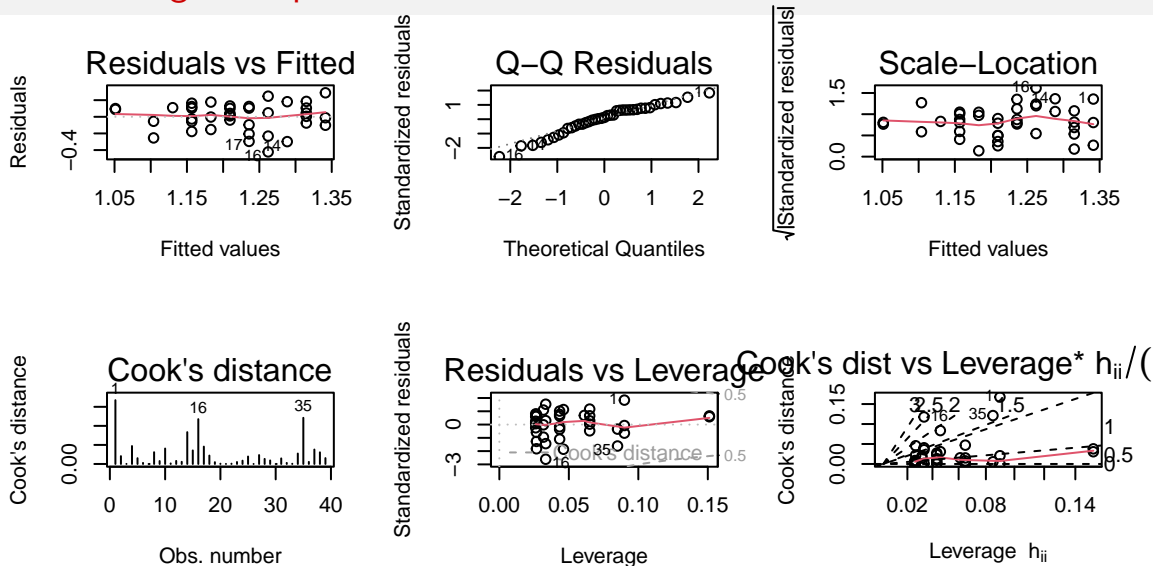 Residuals vs Fitted
Residuals
−0.4
17
16
14
1.05 1.15 1.25 1.35
Fitted values
Q−Q Residuals
Standardized residuals
1
−2
16
1
−2 −1 0 1 2
Theoretical Quantiles
Scale−Location
√|Standardized residuals|
1.5
0.0
16
14
1
1.05 1.15 1.25 1.35
Fitted values
Cook's distance
Cook's distance
0.00
1
16
35
0 10 20 30 40
Obs. number
Residuals vs Leverage
Standardized residuals
0
−3
1
35
16
Cook's distance
0.5
0.5
0.00 0.05 0.10 0.15
Leverage
Cook's dist vs Leverage* hii/(
Cook's distance
0.15
0.00
3 2.5 2 1.5
1
0.5
0
16
35
1
0.02 0.08 0.14
Leverage hii